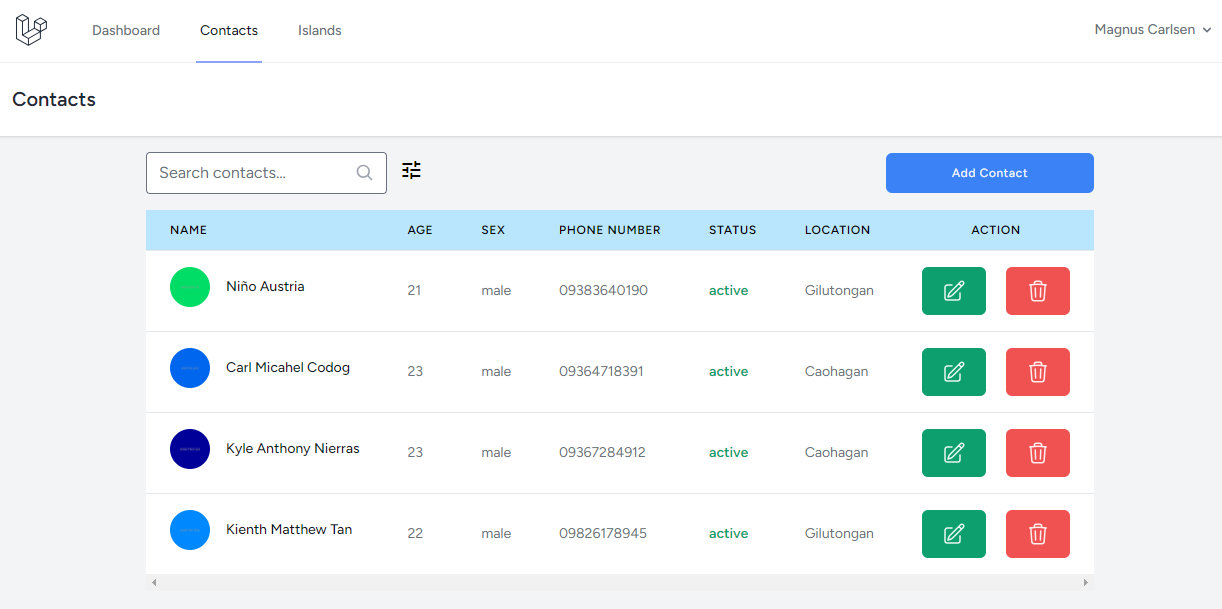 Dashboard Contacts Islands Magnus Carlsen
Contacts
Search contacts... Add Contact
NAME AGE SEX PHONE NUMBER STATUS LOCATION ACTION
Niño Austria 21 male 09383640190 active Gilutongan
Carl Micahel Codog 23 male 09364718391 active Caohagan
Kyle Anthony Nierras 23 male 09367284912 active Caohagan
Kienth Matthew Tan 22 male 09826178945 active Gilutongan